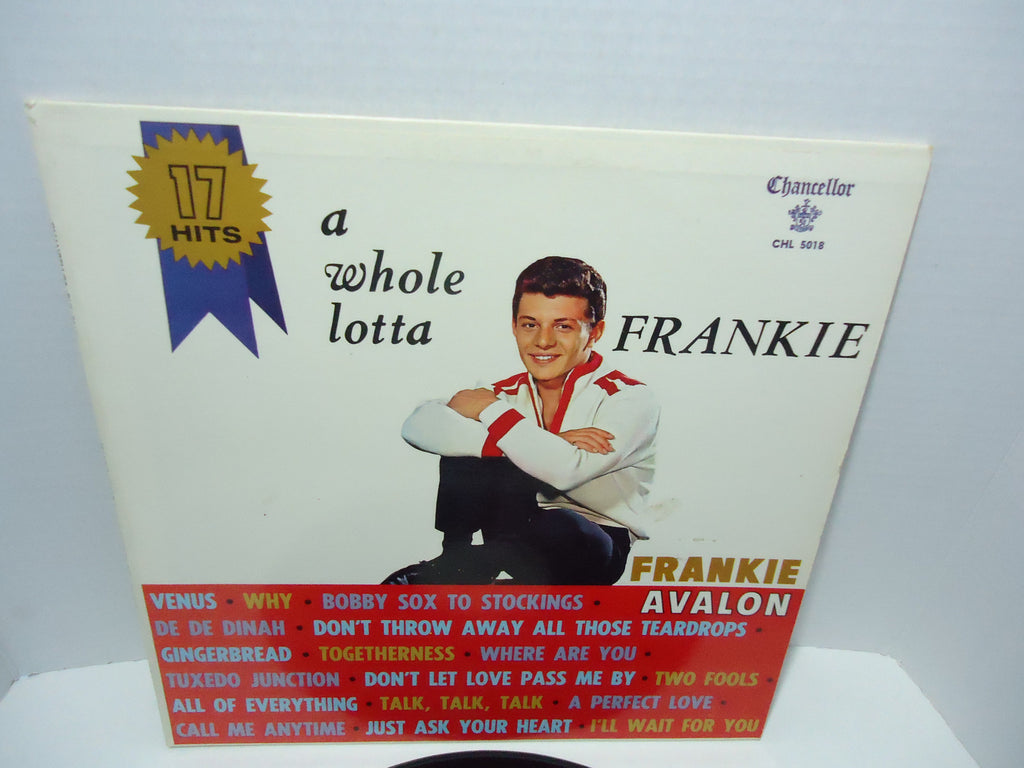 17
HITS
a
whole
lotta
FRANKIE
Chancellor
CHL 5018
FRANKIE
AVALON
VENUS • WHY • BOBBY SOX TO STOCKINGS •
DE DE DINAH • DON'T THROW AWAY ALL THOSE TEARDROPS •
GINGERBREAD • TOGETHERNESS • WHERE ARE YOU •
TUXEDO JUNCTION • DON'T LET LOVE PASS ME BY • TWO FOOLS •
ALL OF EVERYTHING • TALK, TALK, TALK • A PERFECT LOVE •
CALL ME ANYTIME • JUST ASK YOUR HEART • I'LL WAIT FOR YOU